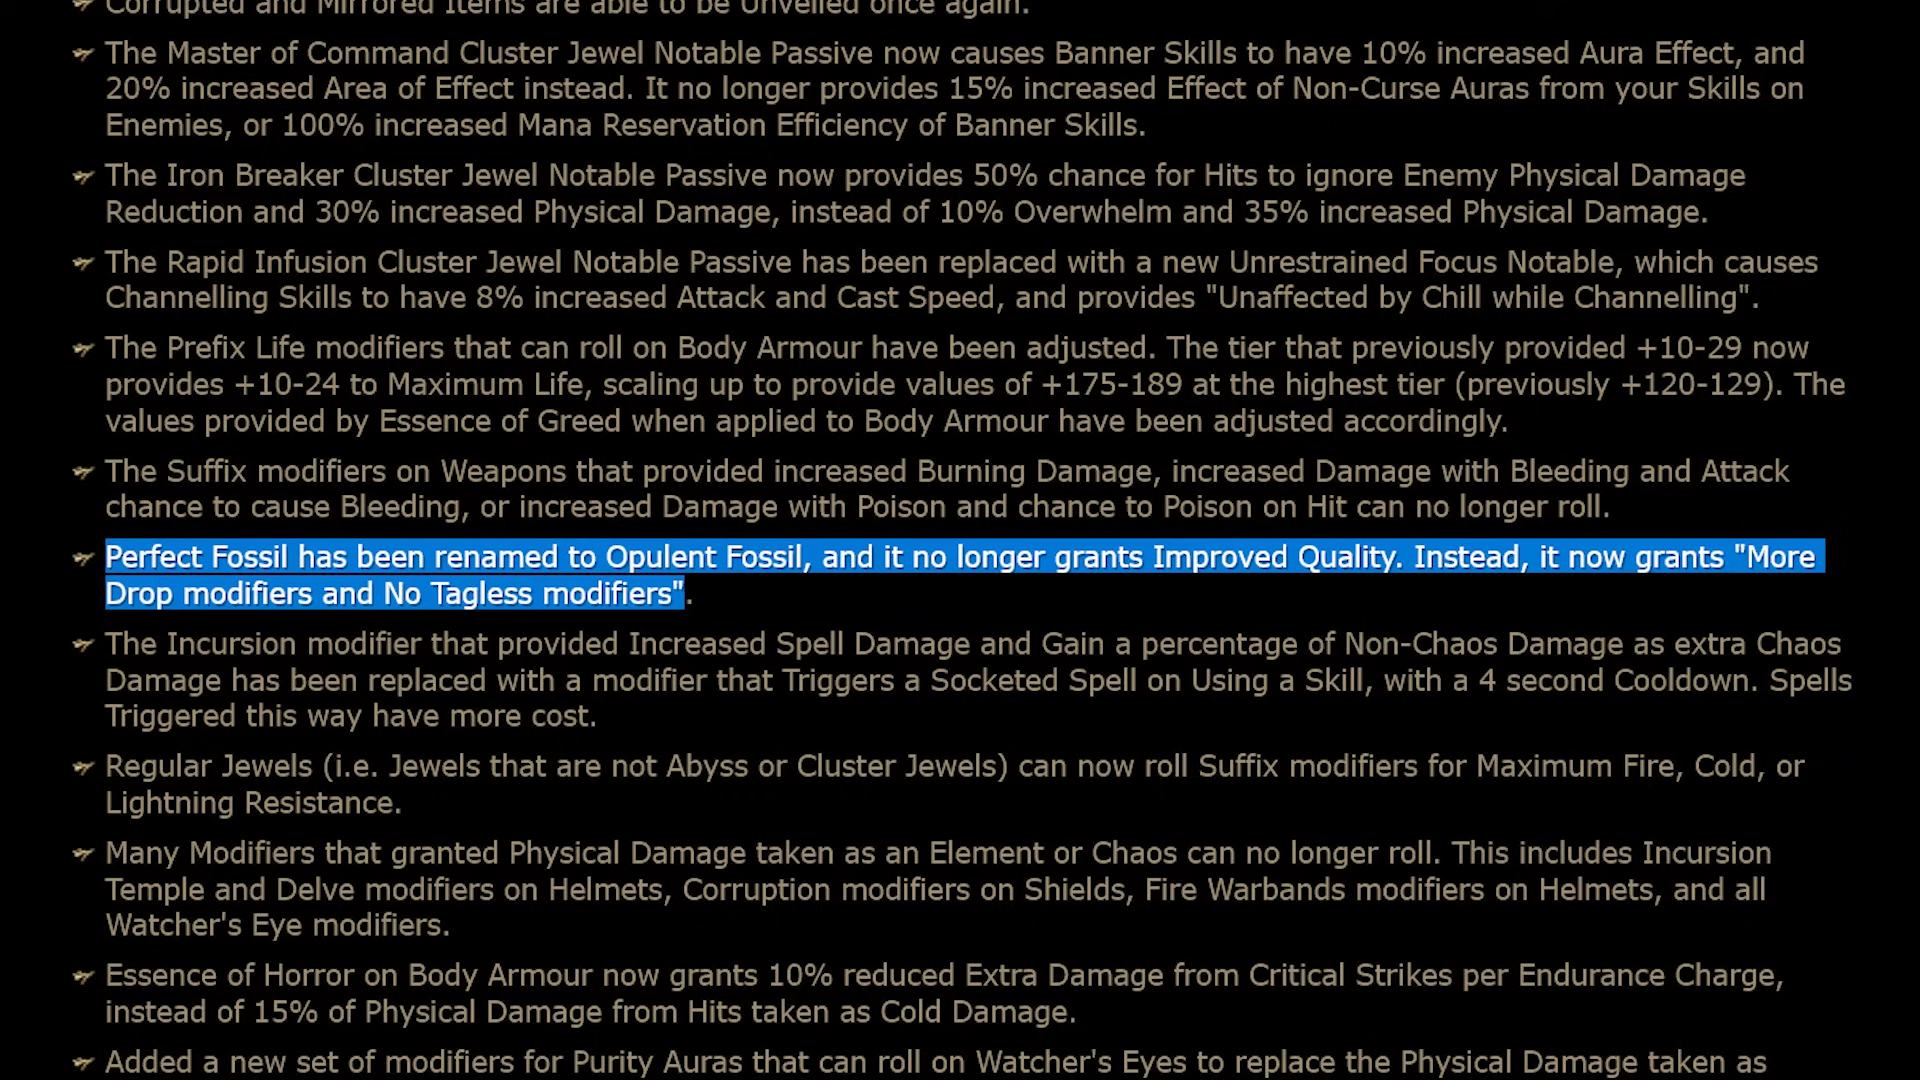 Corrupted and Mirrored Items are able to be Unveiled once again.
The Master of Command Cluster Jewel Notable Passive now causes Banner Skills to have 10% increased Aura Effect, and
20% increased Area of Effect instead. It no longer provides 15% increased Effect of Non-Curse Auras from your Skills on
Enemies, or 100% increased Mana Reservation Efficiency of Banner Skills.
The Iron Breaker Cluster Jewel Notable Passive now provides 50% chance for Hits to ignore Enemy Physical Damage
Reduction and 30% increased Physical Damage, instead of 10% Overwhelm and 35% increased Physical Damage.
The Rapid Infusion Cluster Jewel Notable Passive has been replaced with a new Unrestrained Focus Notable, which causes
Channelling Skills to have 8% increased Attack and Cast Speed, and provides "Unaffected by Chill while Channelling".
The Prefix Life modifiers that can roll on Body Armour have been adjusted. The tier that previously provided +10-29 now
provides +10-24 to Maximum Life, scaling up to provide values of +175-189 at the highest tier (previously +120-129). The
values provided by Essence of Greed when applied to Body Armour have been adjusted accordingly.
The Suffix modifiers on Weapons that provided increased Burning Damage, increased Damage with Bleeding and Attack
chance to cause Bleeding, or increased Damage with Poison and chance to Poison on Hit can no longer roll.
Perfect Fossil has been renamed to Opulent Fossil, and it no longer grants Improved Quality. Instead, it now grants "More
Drop modifiers and No Tagless modifiers".
The Incursion modifier that provided Increased Spell Damage and Gain a percentage of Non-Chaos Damage as extra Chaos
Damage has been replaced with a modifier that Triggers a Socketed Spell on Using a Skill, with a 4 second Cooldown. Spells
Triggered this way have more cost.
Regular Jewels (i.e. Jewels that are not Abyss or Cluster Jewels) can now roll Suffix modifiers for Maximum Fire, Cold, or
Lightning Resistance.
Many Modifiers that granted Physical Damage taken as an Element or Chaos can no longer roll. This includes Incursion
Temple and Delve modifiers on Helmets, Corruption modifiers on Shields, Fire Warbands modifiers on Helmets, and all
Watcher's Eye modifiers.
Essence of Horror on Body Armour now grants 10% reduced Extra Damage from Critical Strikes per Endurance Charge,
instead of 15% of Physical Damage from Hits taken as Cold Damage.
Added a new set of modifiers for Purity Auras that can roll on Watcher's Eyes to replace the Physical Damage taken as